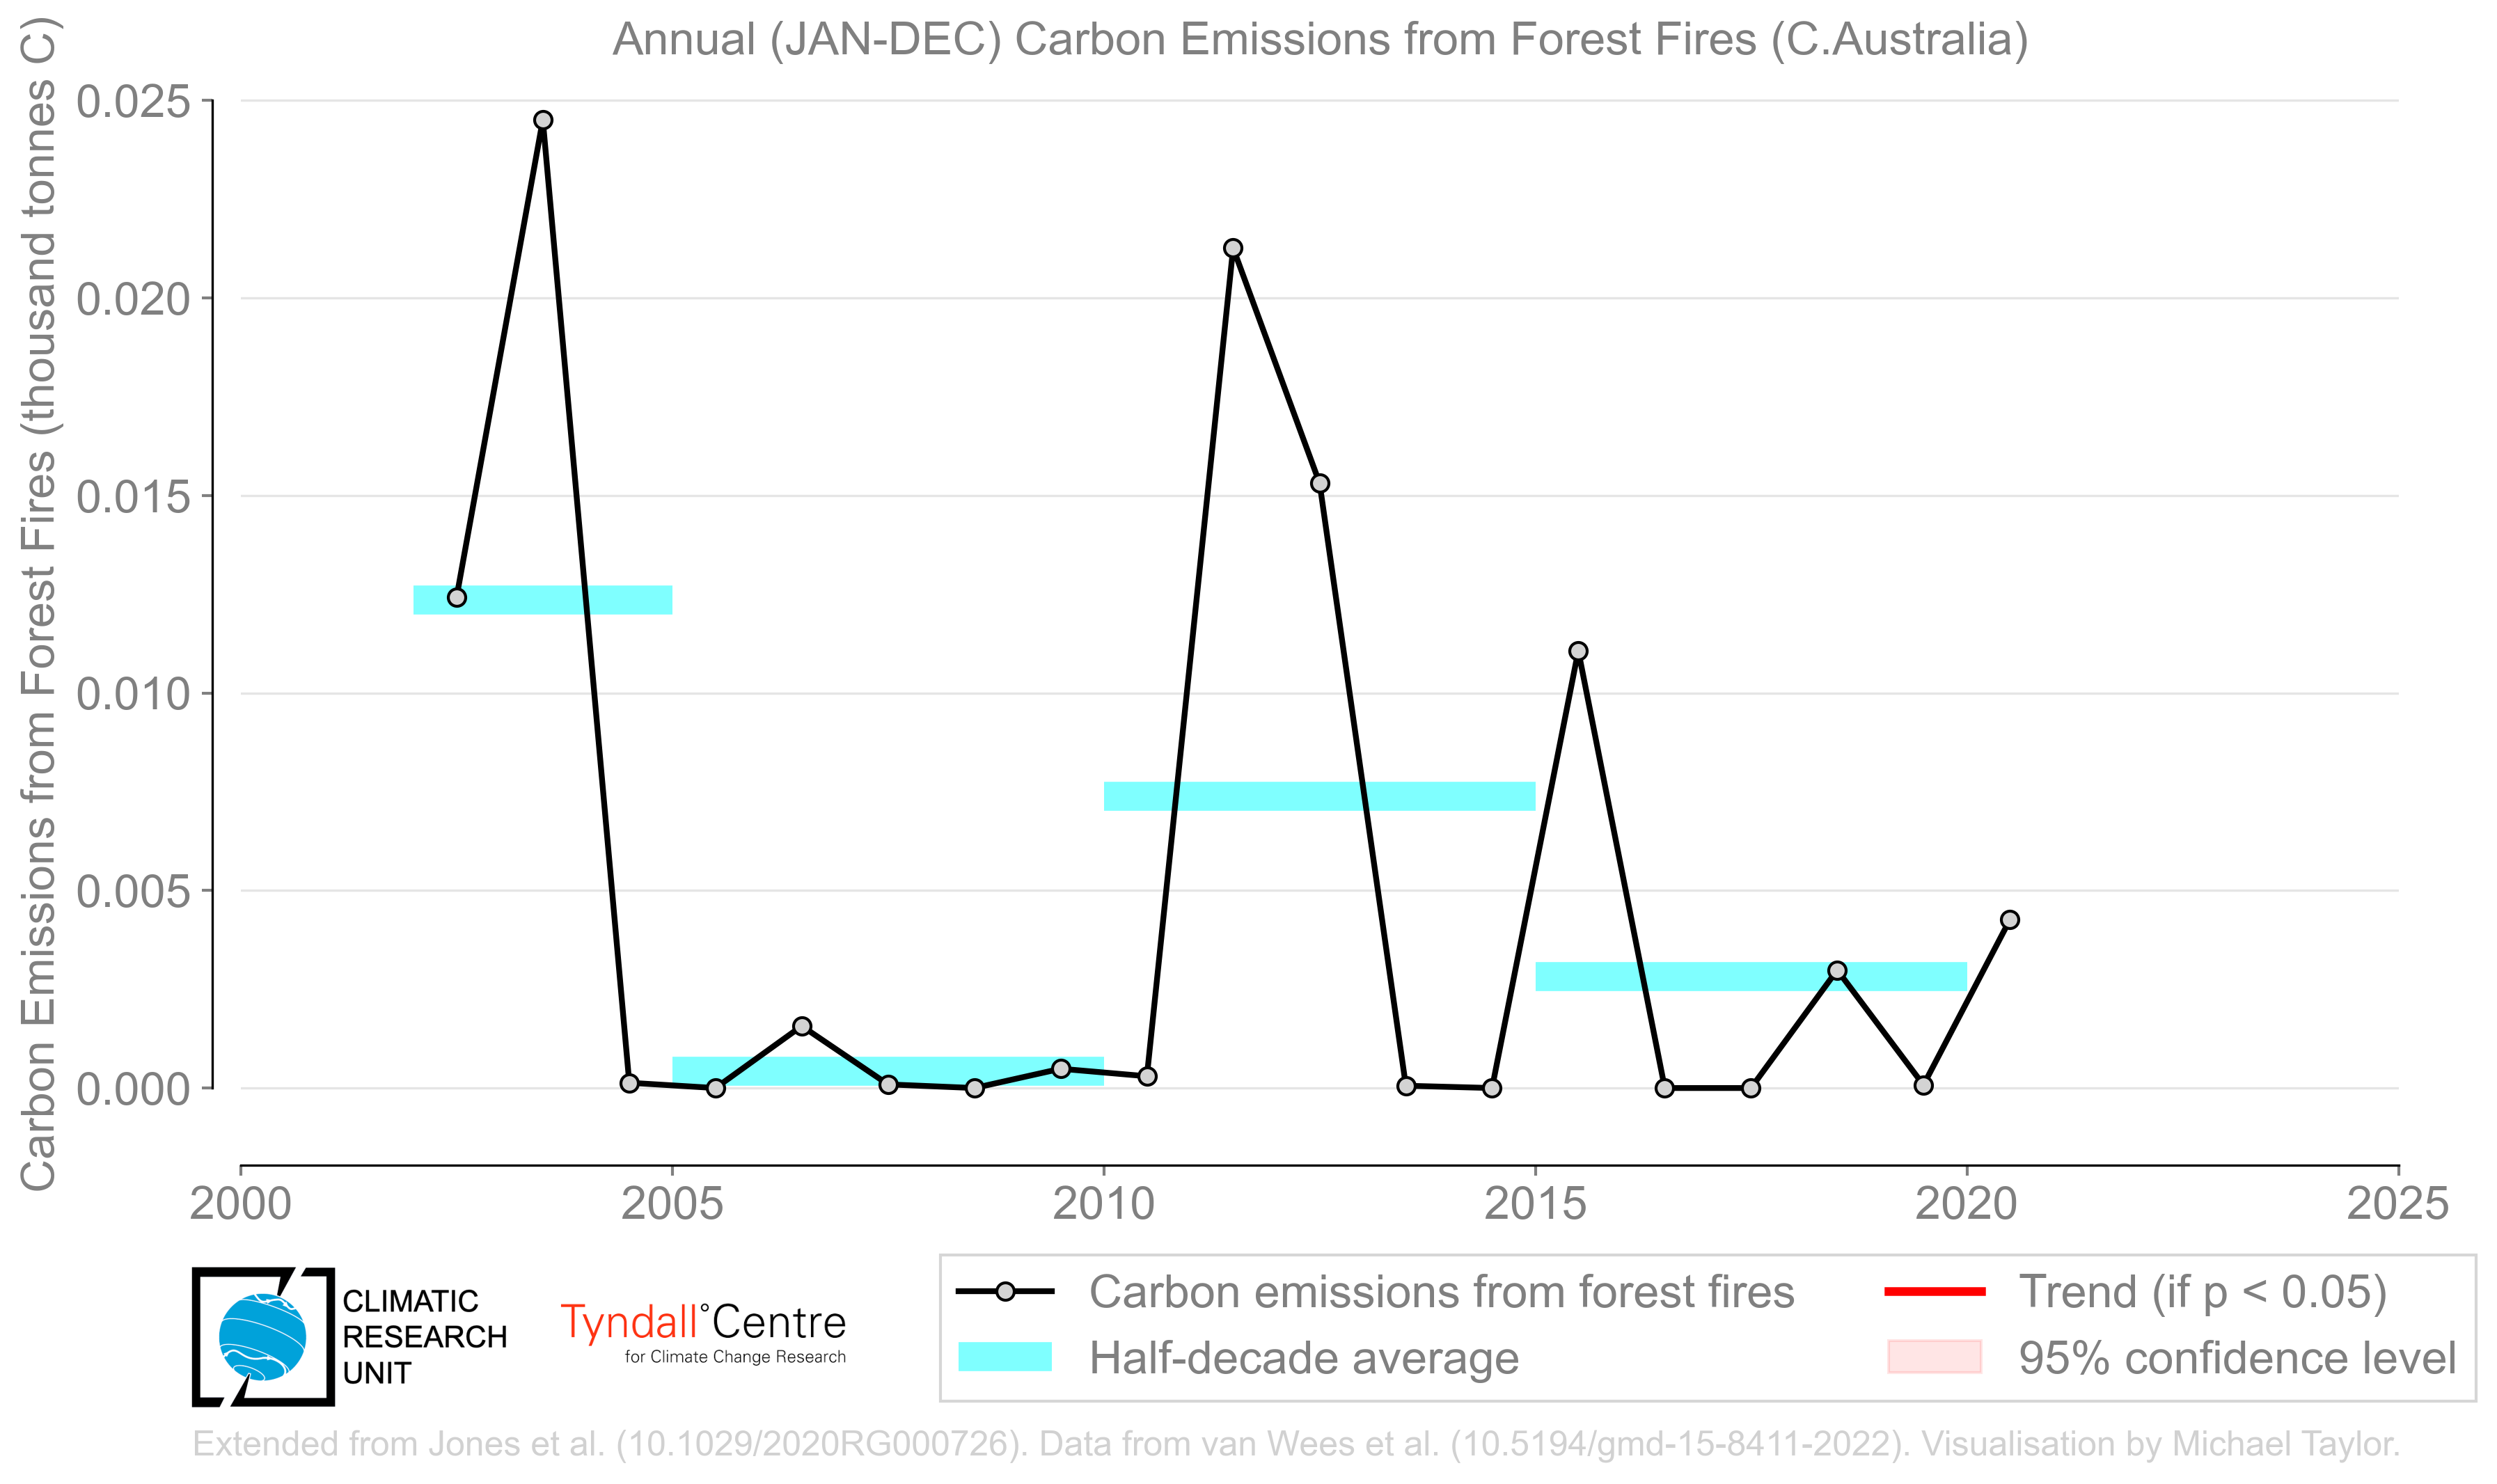 Annual (JAN-DEC) Carbon Emissions from Forest Fires (C.Australia)
Carbon Emissions from Forest Fires (thousand tonnes C)
0.025
0.020
0.015
0.010
0.005
0.000
2000 2005 2010 2015 2020 2025
CLIMATIC
RESEARCH
UNIT
Tyndall°Centre
for Climate Change Research
Carbon emissions from forest fires
Half-decade average
Trend (if p < 0.05)
95% confidence level
Extended from Jones et al. (10.1029/2020RG000726). Data from van Wees et al. (10.5194/gmd-15-8411-2022). Visualisation by Michael Taylor.